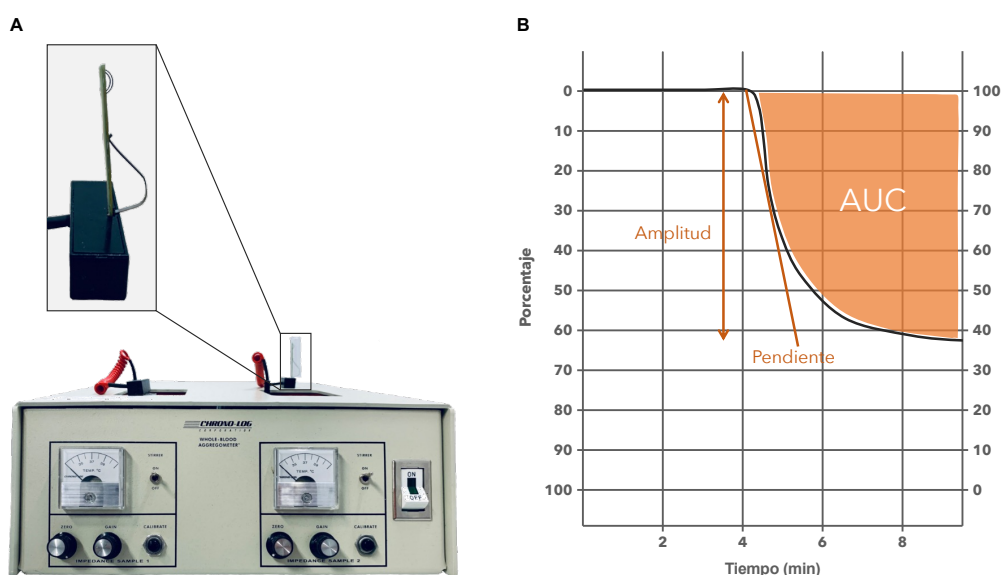 A
CHRONO-LOG
CORPORATION
WHOLE-BLOOD
AGGREGOMETER
STIRRER
ON
OFF
TEMP. °C
ZERO
GAIN
CALIBRATE
IMPEDANCE SAMPLE 1
STIRRER
ON
OFF
TEMP. °C
ZERO
GAIN
CALIBRATE
IMPEDANCE SAMPLE 2
ON
OFF
B
Porcentaje
0
10
20
30
40
50
60
70
80
90
100
AUC
Amplitud
Pendiente
100
90
80
70
60
50
40
30
20
10
0
2
4
6
8
Tiempo (min)